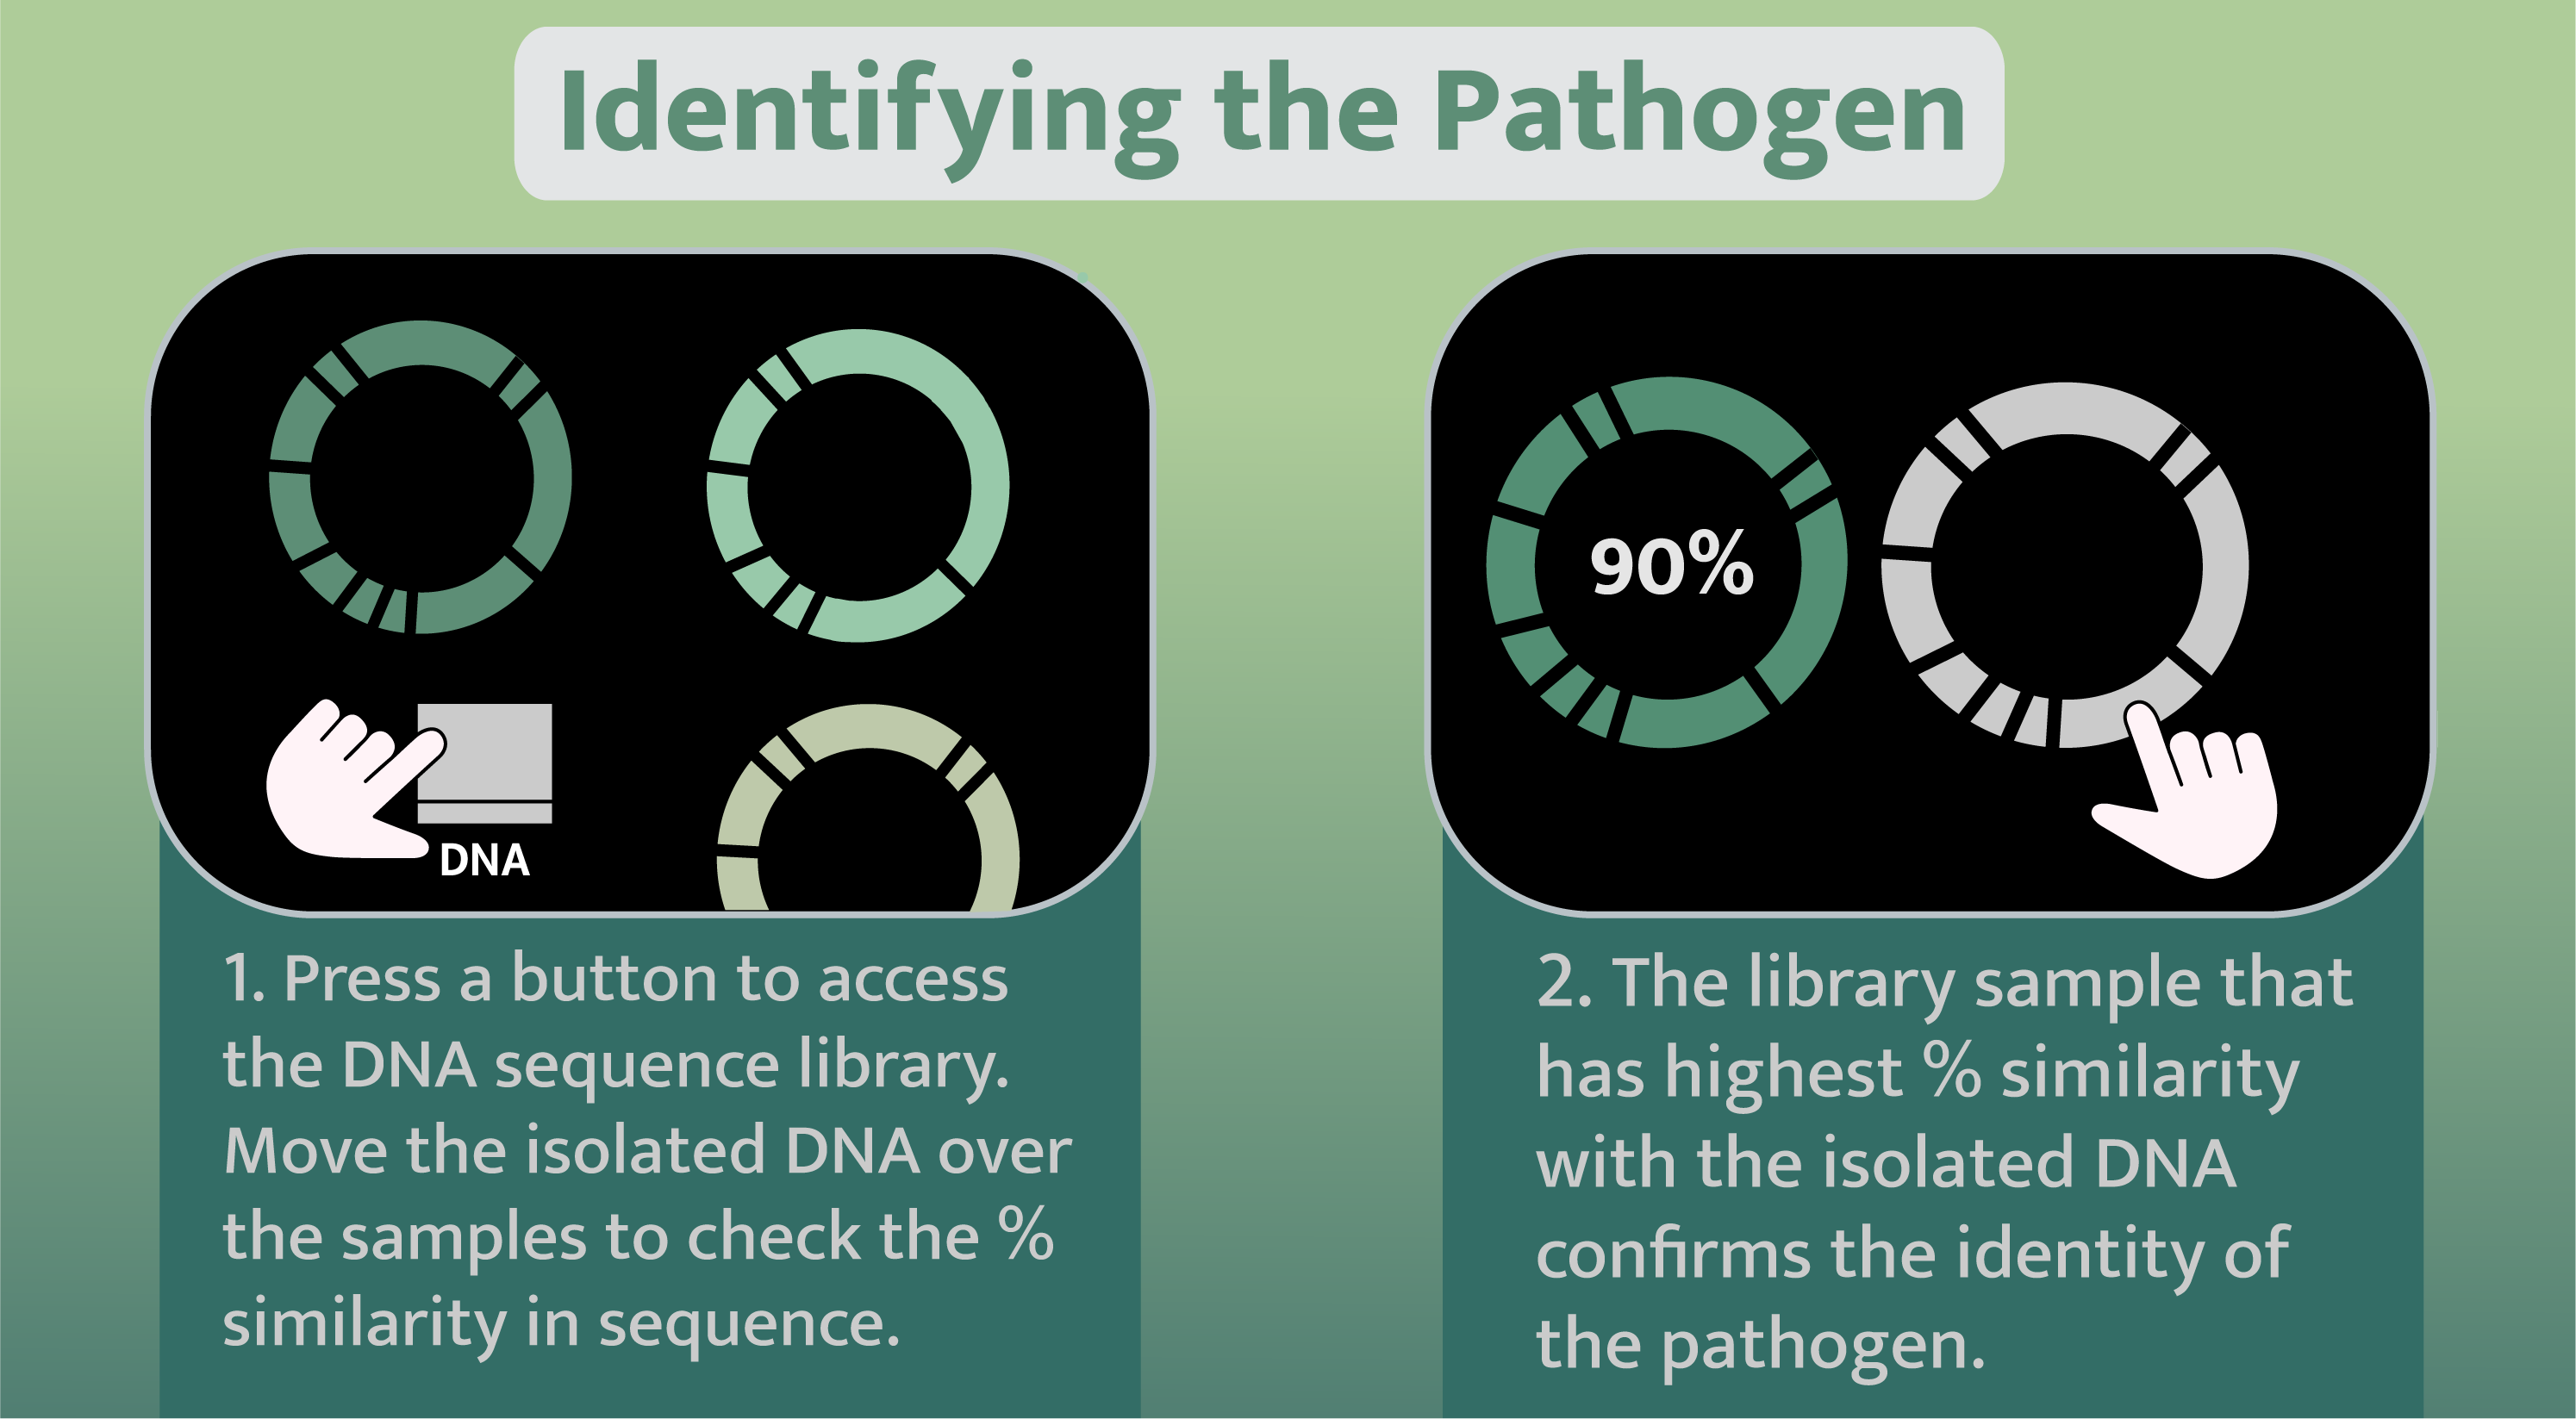 Identifying the Pathogen
DNA
1. Press a button to access
the DNA sequence library.
Move the isolated DNA over
the samples to check the %
similarity in sequence.
90%
2. The library sample that
has highest % similarity
with the isolated DNA
confirms the identity of
the pathogen.